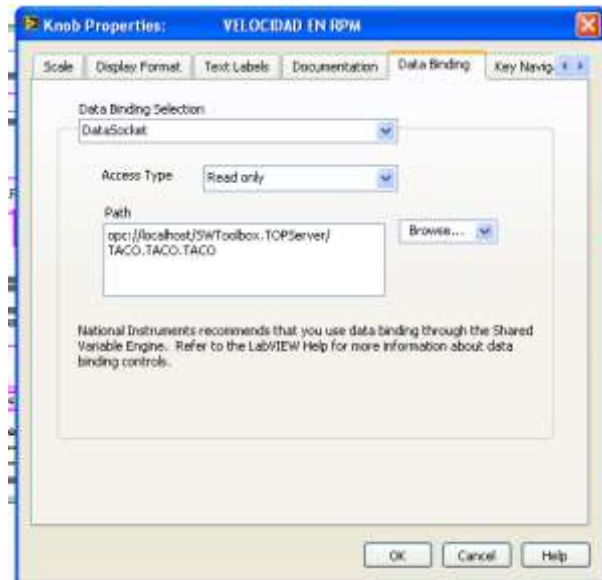 Knob Properties: VELOCIDAD EN RPM
Scale Display Format Text Labels Documentation Data Binding Key Navig
Data Binding Selection
DataSocket
Access Type Read only
Path
opc://localhost/SWToolbox.TOPServer/
TACO.TACO.TACO
Browse...
National Instruments recommends that you use data binding through the Shared
Variable Engine. Refer to the LabVIEW Help for more information about data
binding controls.
OK Cancel Help